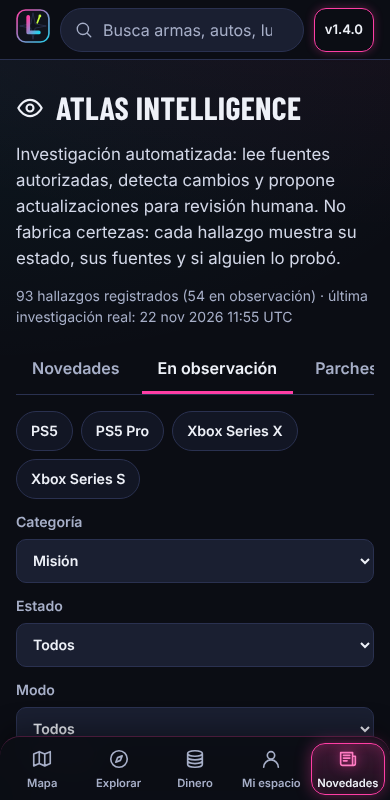 Busca armas, autos, lu
v1.4.0
ATLAS INTELLIGENCE
Investigación automatizada: lee fuentes
autorizadas, detecta cambios y propone
actualizaciones para revisión humana. No
fabrica certezas: cada hallazgo muestra su
estado, sus fuentes y si alguien lo probó.
93 hallazgos registrados (54 en observación) · última
investigación real: 22 nov 2026 11:55 UTC
Novedades En observación Parches
PS5 PS5 Pro Xbox Series X
Xbox Series S
Categoría
Misión
Estado
Todos
Modo
Todos
Mapa Explorar Dinero Mi espacio Novedades